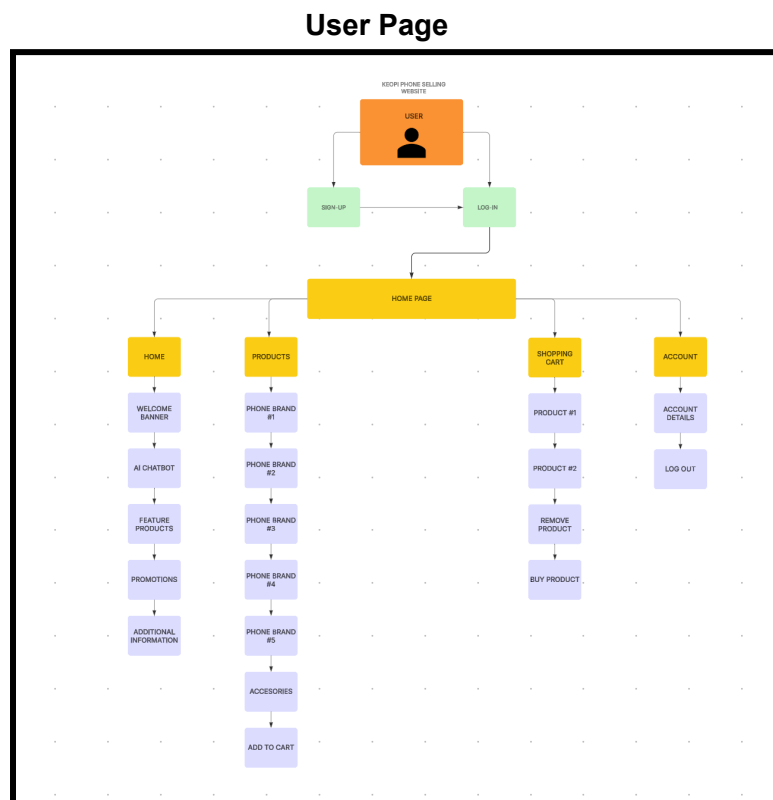 User Page
KEOPI PHONE SELLING
WEBSITE
USER
SIGN-UP
LOG-IN
HOME PAGE
HOME
PRODUCTS
SHOPPING
CART
ACCOUNT
WELCOME
BANNER
PHONE BRAND
#1
PRODUCT #1
ACCOUNT
DETAILS
AI CHATBOT
PHONE BRAND
#2
PRODUCT #2
LOG OUT
FEATURE
PRODUCTS
PHONE BRAND
#3
REMOVE
PRODUCT
PROMOTIONS
PHONE BRAND
#4
BUY PRODUCT
ADDITIONAL
INFORMATION
PHONE BRAND
#5
ACCESORIES
ADD TO CART